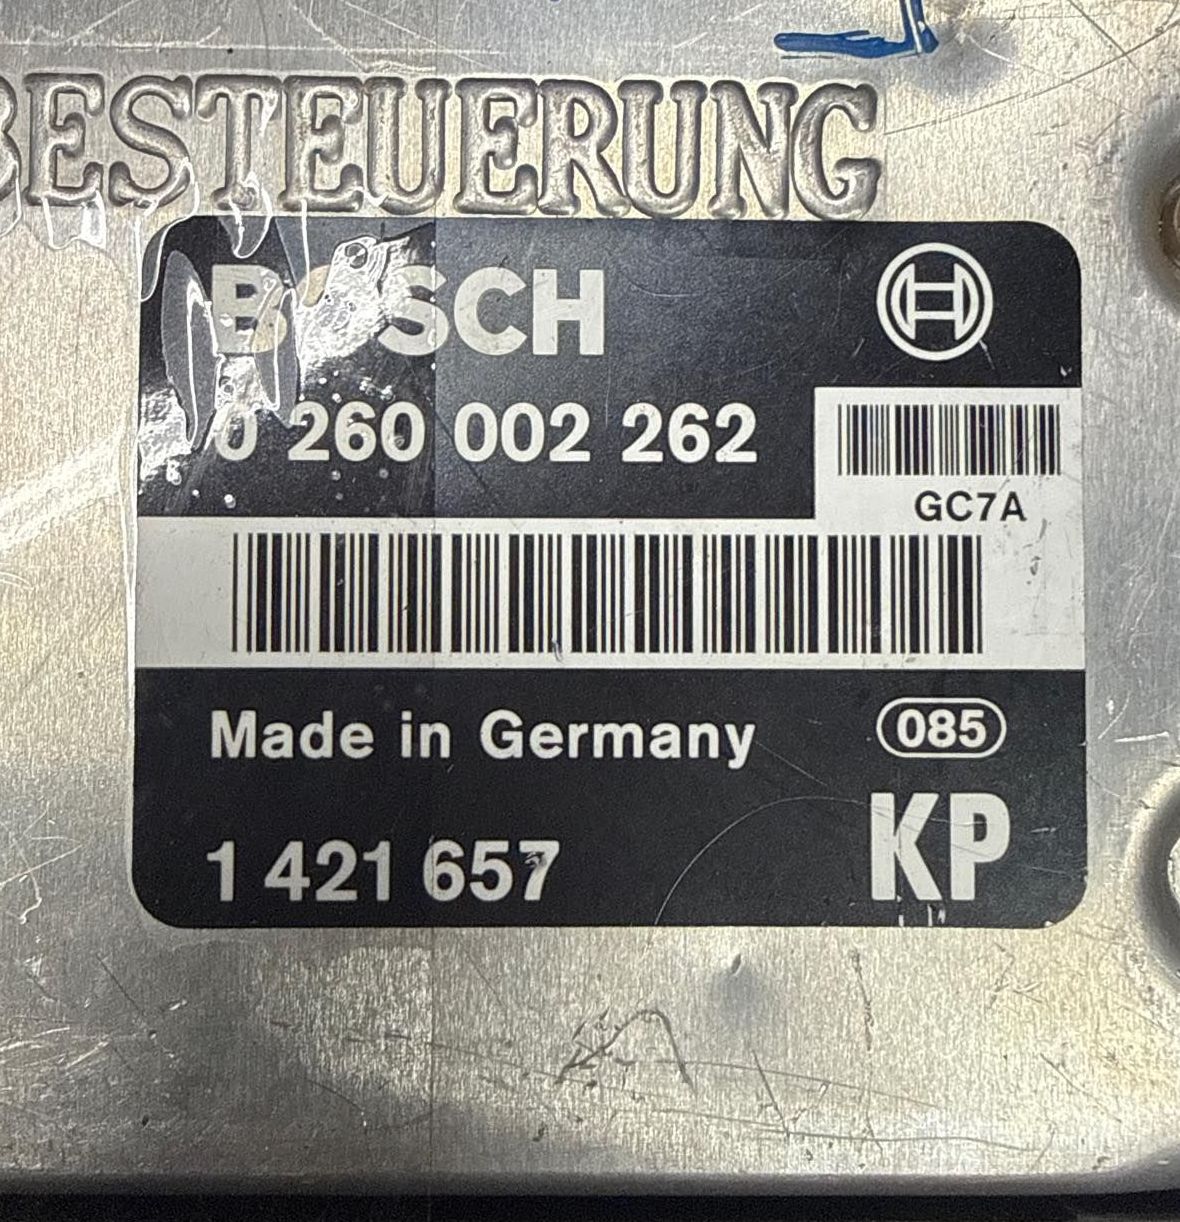 BESTEUERUNG
BOSCH
0 260 002 262
GC7A
Made in Germany
085
1 421 657
KP